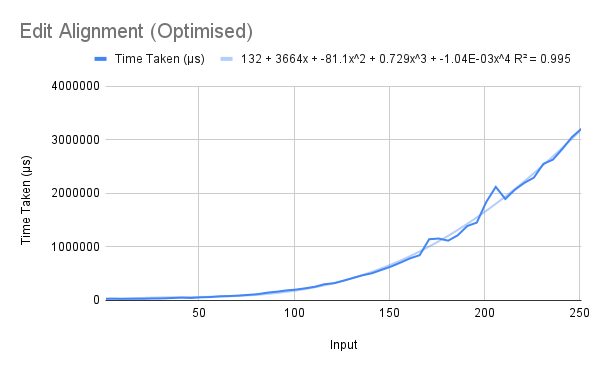 Edit Alignment (Optimised)
Time Taken (µs) 132 + 3664x + -81.1x^2 + 0.729x^3 + -1.04E-03x^4 R² = 0.995
4000000
3000000
2000000
1000000
0
Time Taken (µs)
50 100 150 200 250
Input